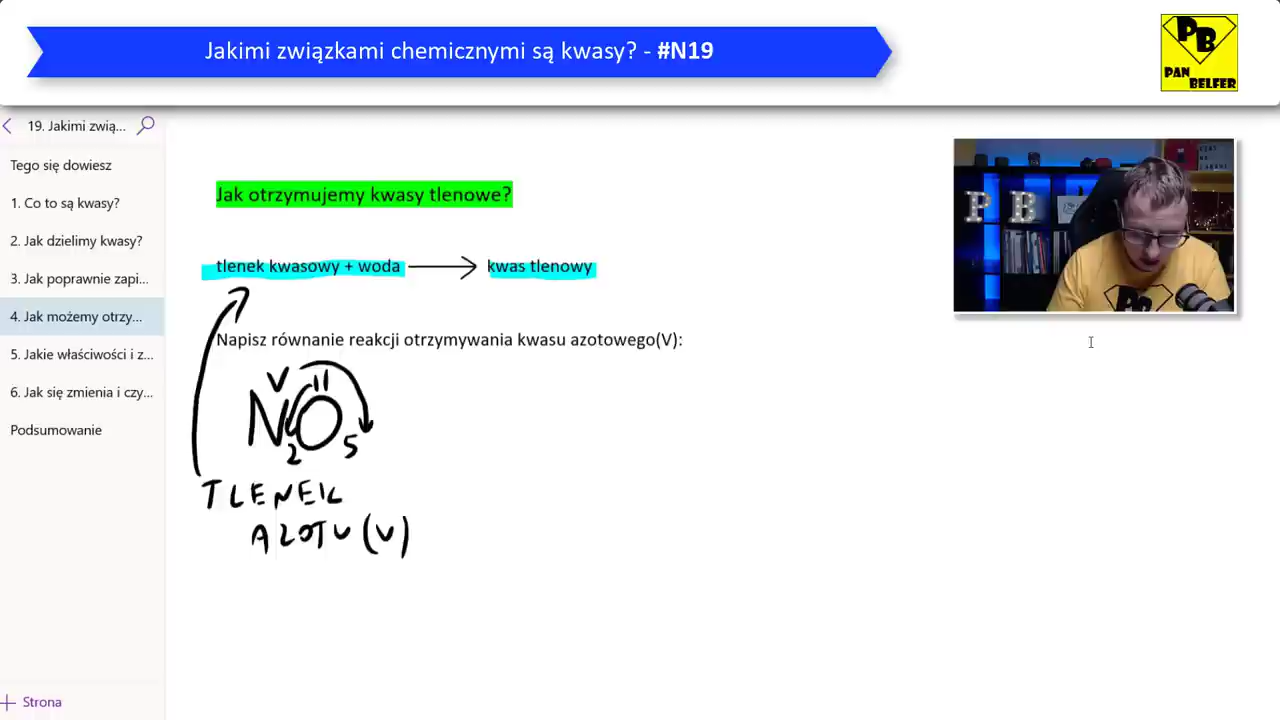 Jakimi związkami chemicznymi są kwasy? - #N19
PB
PAN
BELFER
19. Jakimi zwią...
Tego się dowiesz
1. Co to są kwasy?
2. Jak dzielimy kwasy?
3. Jak poprawnie zapi...
4. Jak możemy otrzy...
5. Jakie właściwości i z...
6. Jak się zmienia i czy...
Podsumowanie
Strona
Jak otrzymujemy kwasy tlenowe?
tlenek kwasowy + woda → kwas tlenowy
Napisz równanie reakcji otrzymywania kwasu azotowego(V):
V II
N2O5
TLENEK
AZOTU (V)
P B
PB